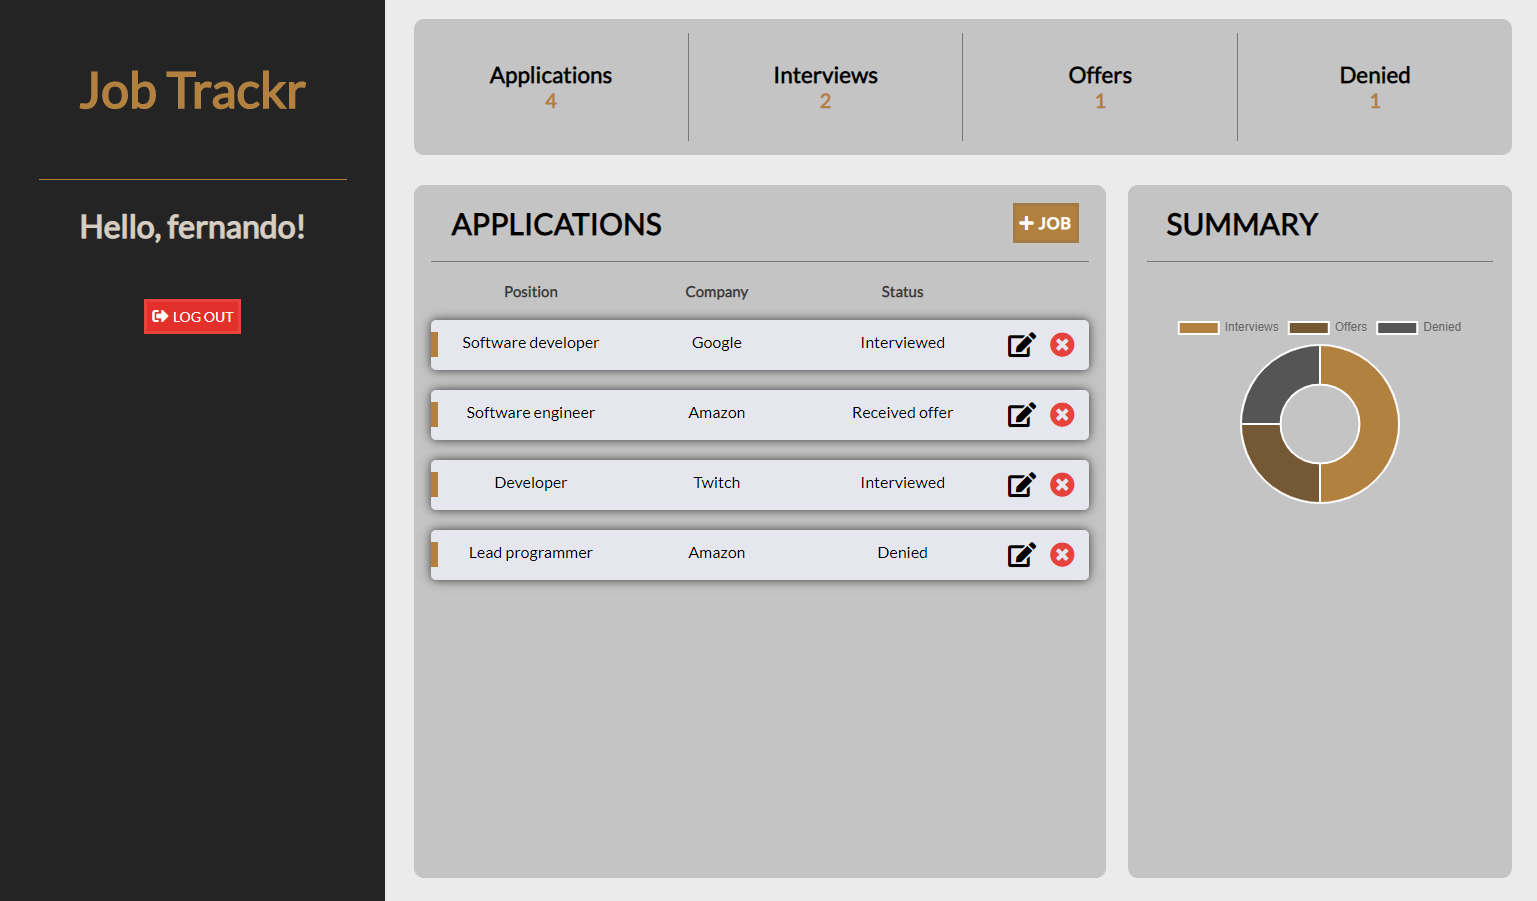 Job Trackr
Hello, fernando!
LOG OUT
Applications
4
Interviews
2
Offers
1
Denied
1
APPLICATIONS
JOB
Position Company Status
Software developer Google Interviewed
Software engineer Amazon Received offer
Developer Twitch Interviewed
Lead programmer Amazon Denied
SUMMARY
Interviews Offers Denied